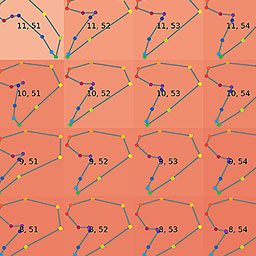 11, 51 11, 52 11, 53 11, 54
10, 51 10, 52 10, 53 10, 54
9, 51 9, 52 9, 53 9, 54
8, 51 8, 52 8, 53 8, 54